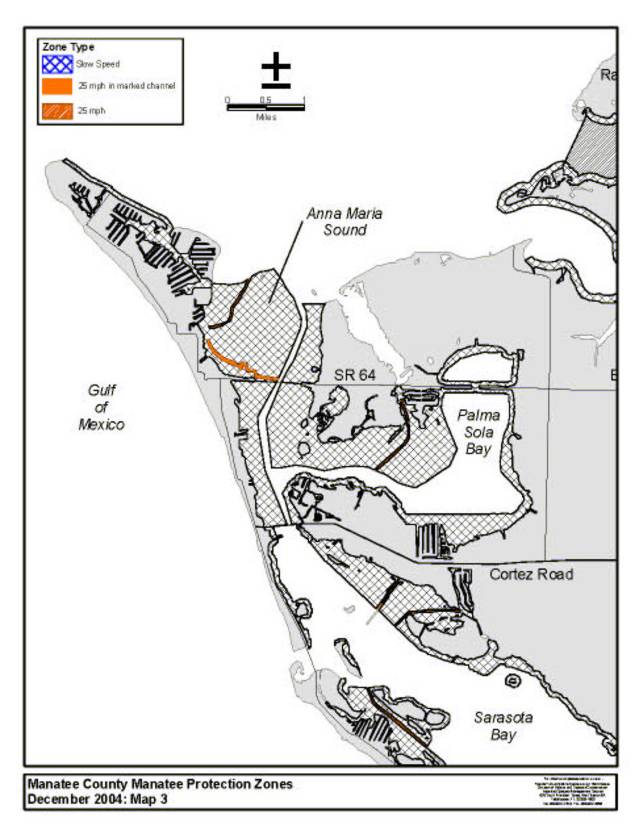 Zone Type
Slow Speed
25 mph in marked channel
25 mph
0 0.5 1
Miles
Ra
Anna Maria
Sound
SR 64
Gulf
of
Mexico
Palma
Sola
Bay
Cortez Road
Sarasota
Bay
Manatee County Manatee Protection Zones
December 2004: Map 3